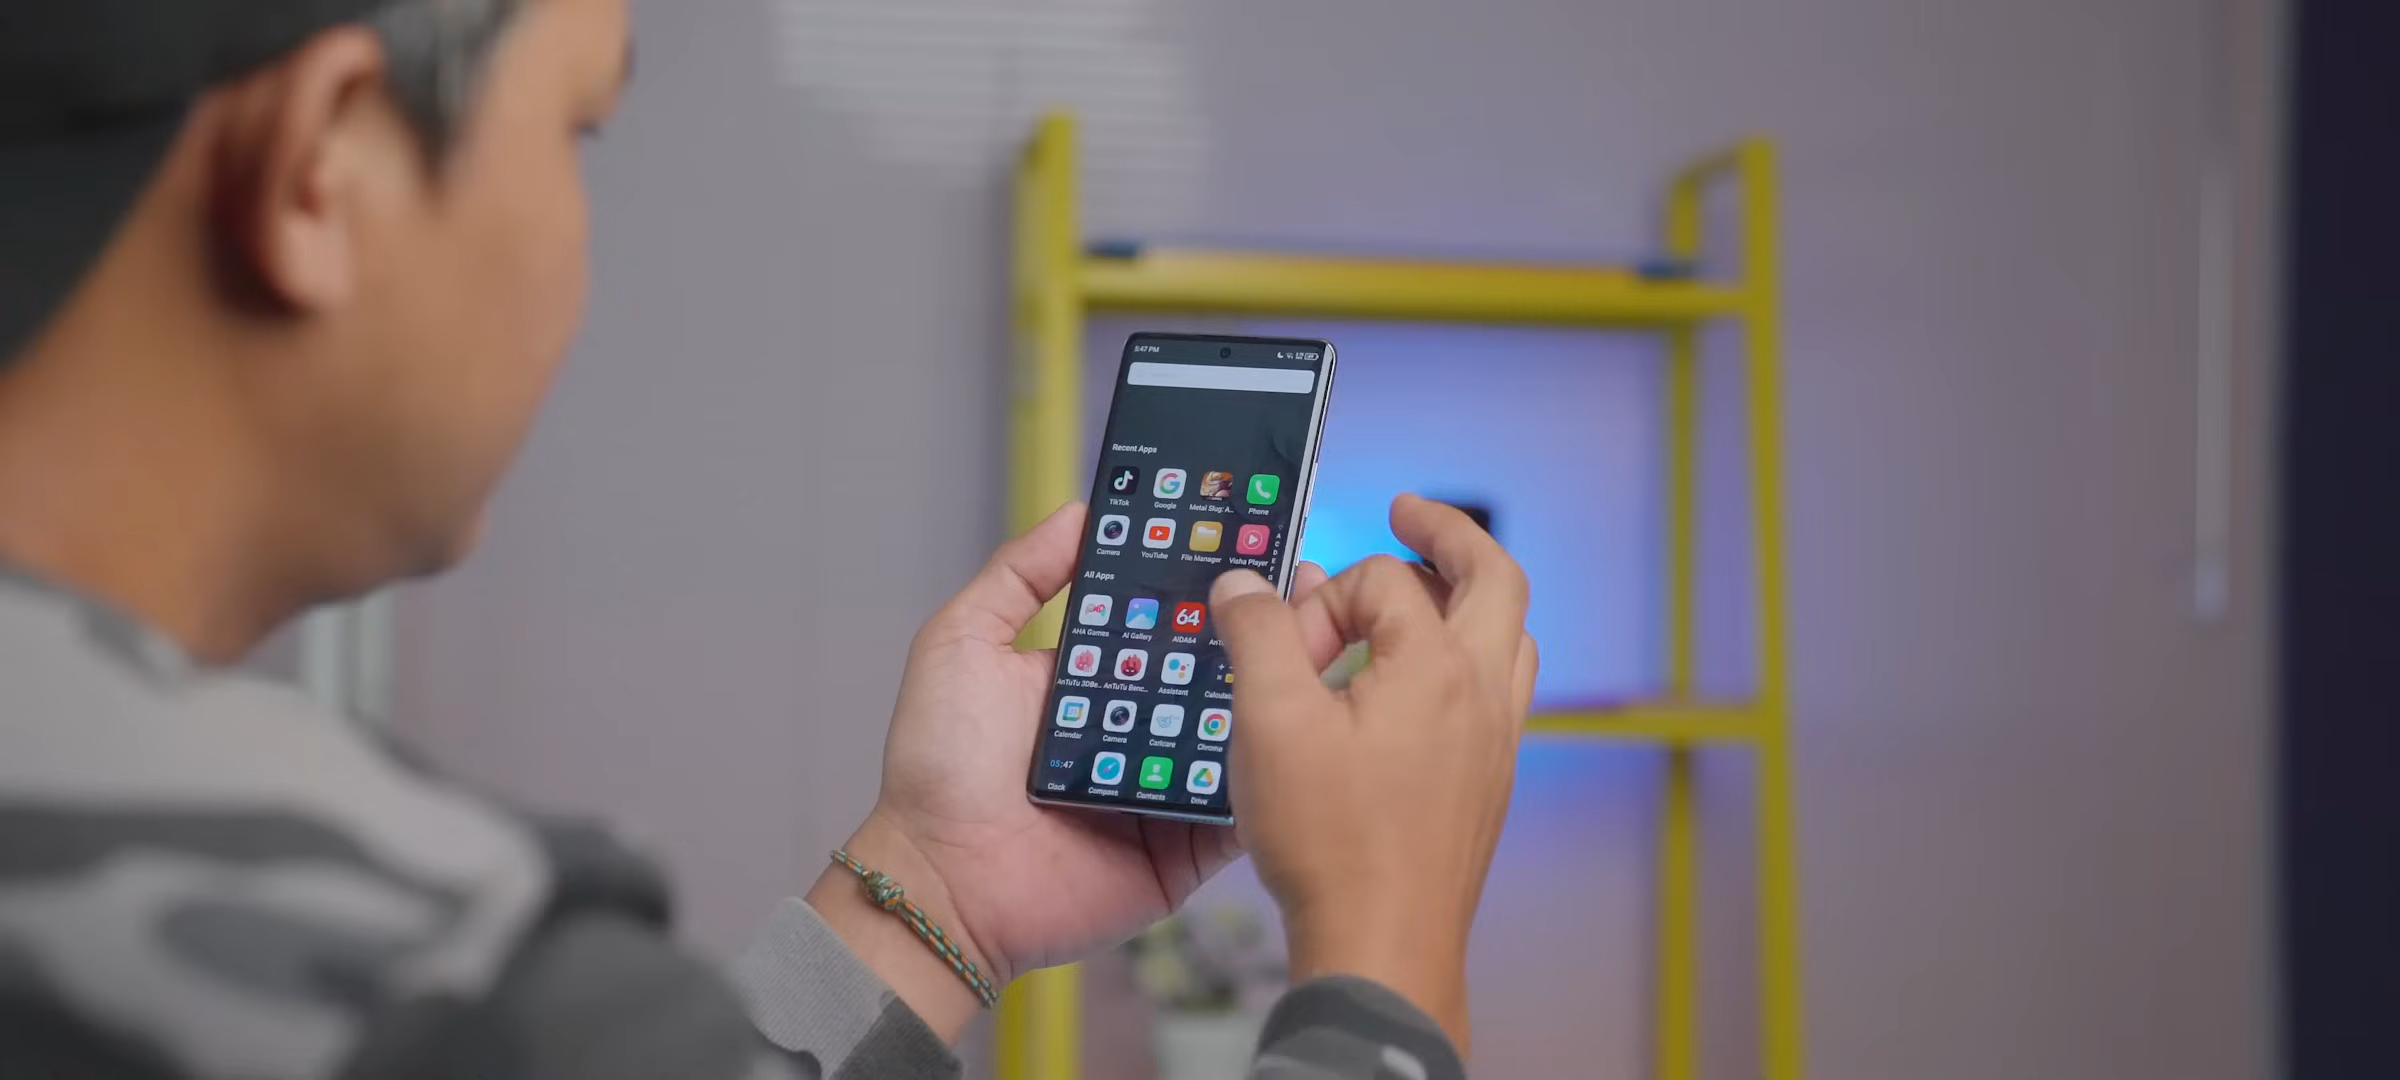 5:47 PM
Recent Apps
TikTok Google Metal Slug: A... Phone
Camera YouTube File Manager Visha Player
A
C
D
E
F
G
All Apps
64
AHA Games AI Gallery AIDA64 AnT
AnTuTu 3DBe... AnTuTu Benc... Assistant Calculat
Calendar Camera Carlcare Chrome
05:47
Clock Compass Contacts Drive